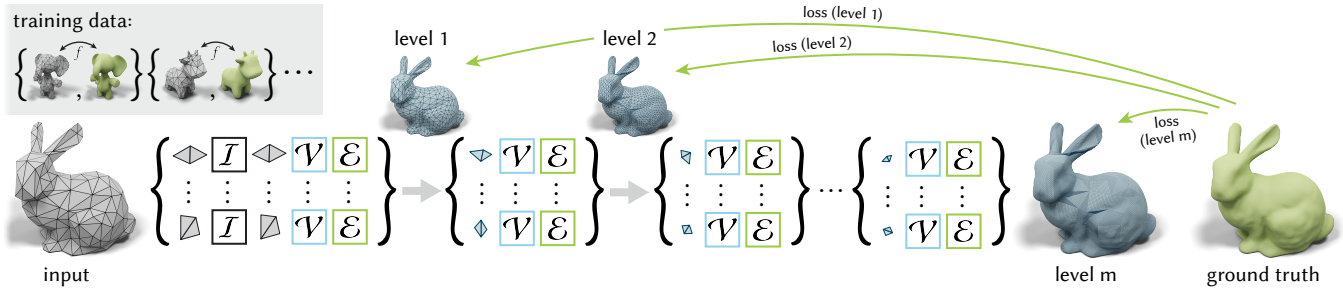 training data:
{ , } { , } ...
f f
level 1
level 2
loss (level 1)
loss (level 2)
loss
(level m)
{ I V E } { V E } { V E } ... { V E }
⋮ ⋮ ⋮ ⋮ ⋮ ⋮ ⋮ ⋮ ⋮ ⋮ ⋮ ⋮ ⋮ ⋮
I V E V E V E V E
input
level m
ground truth